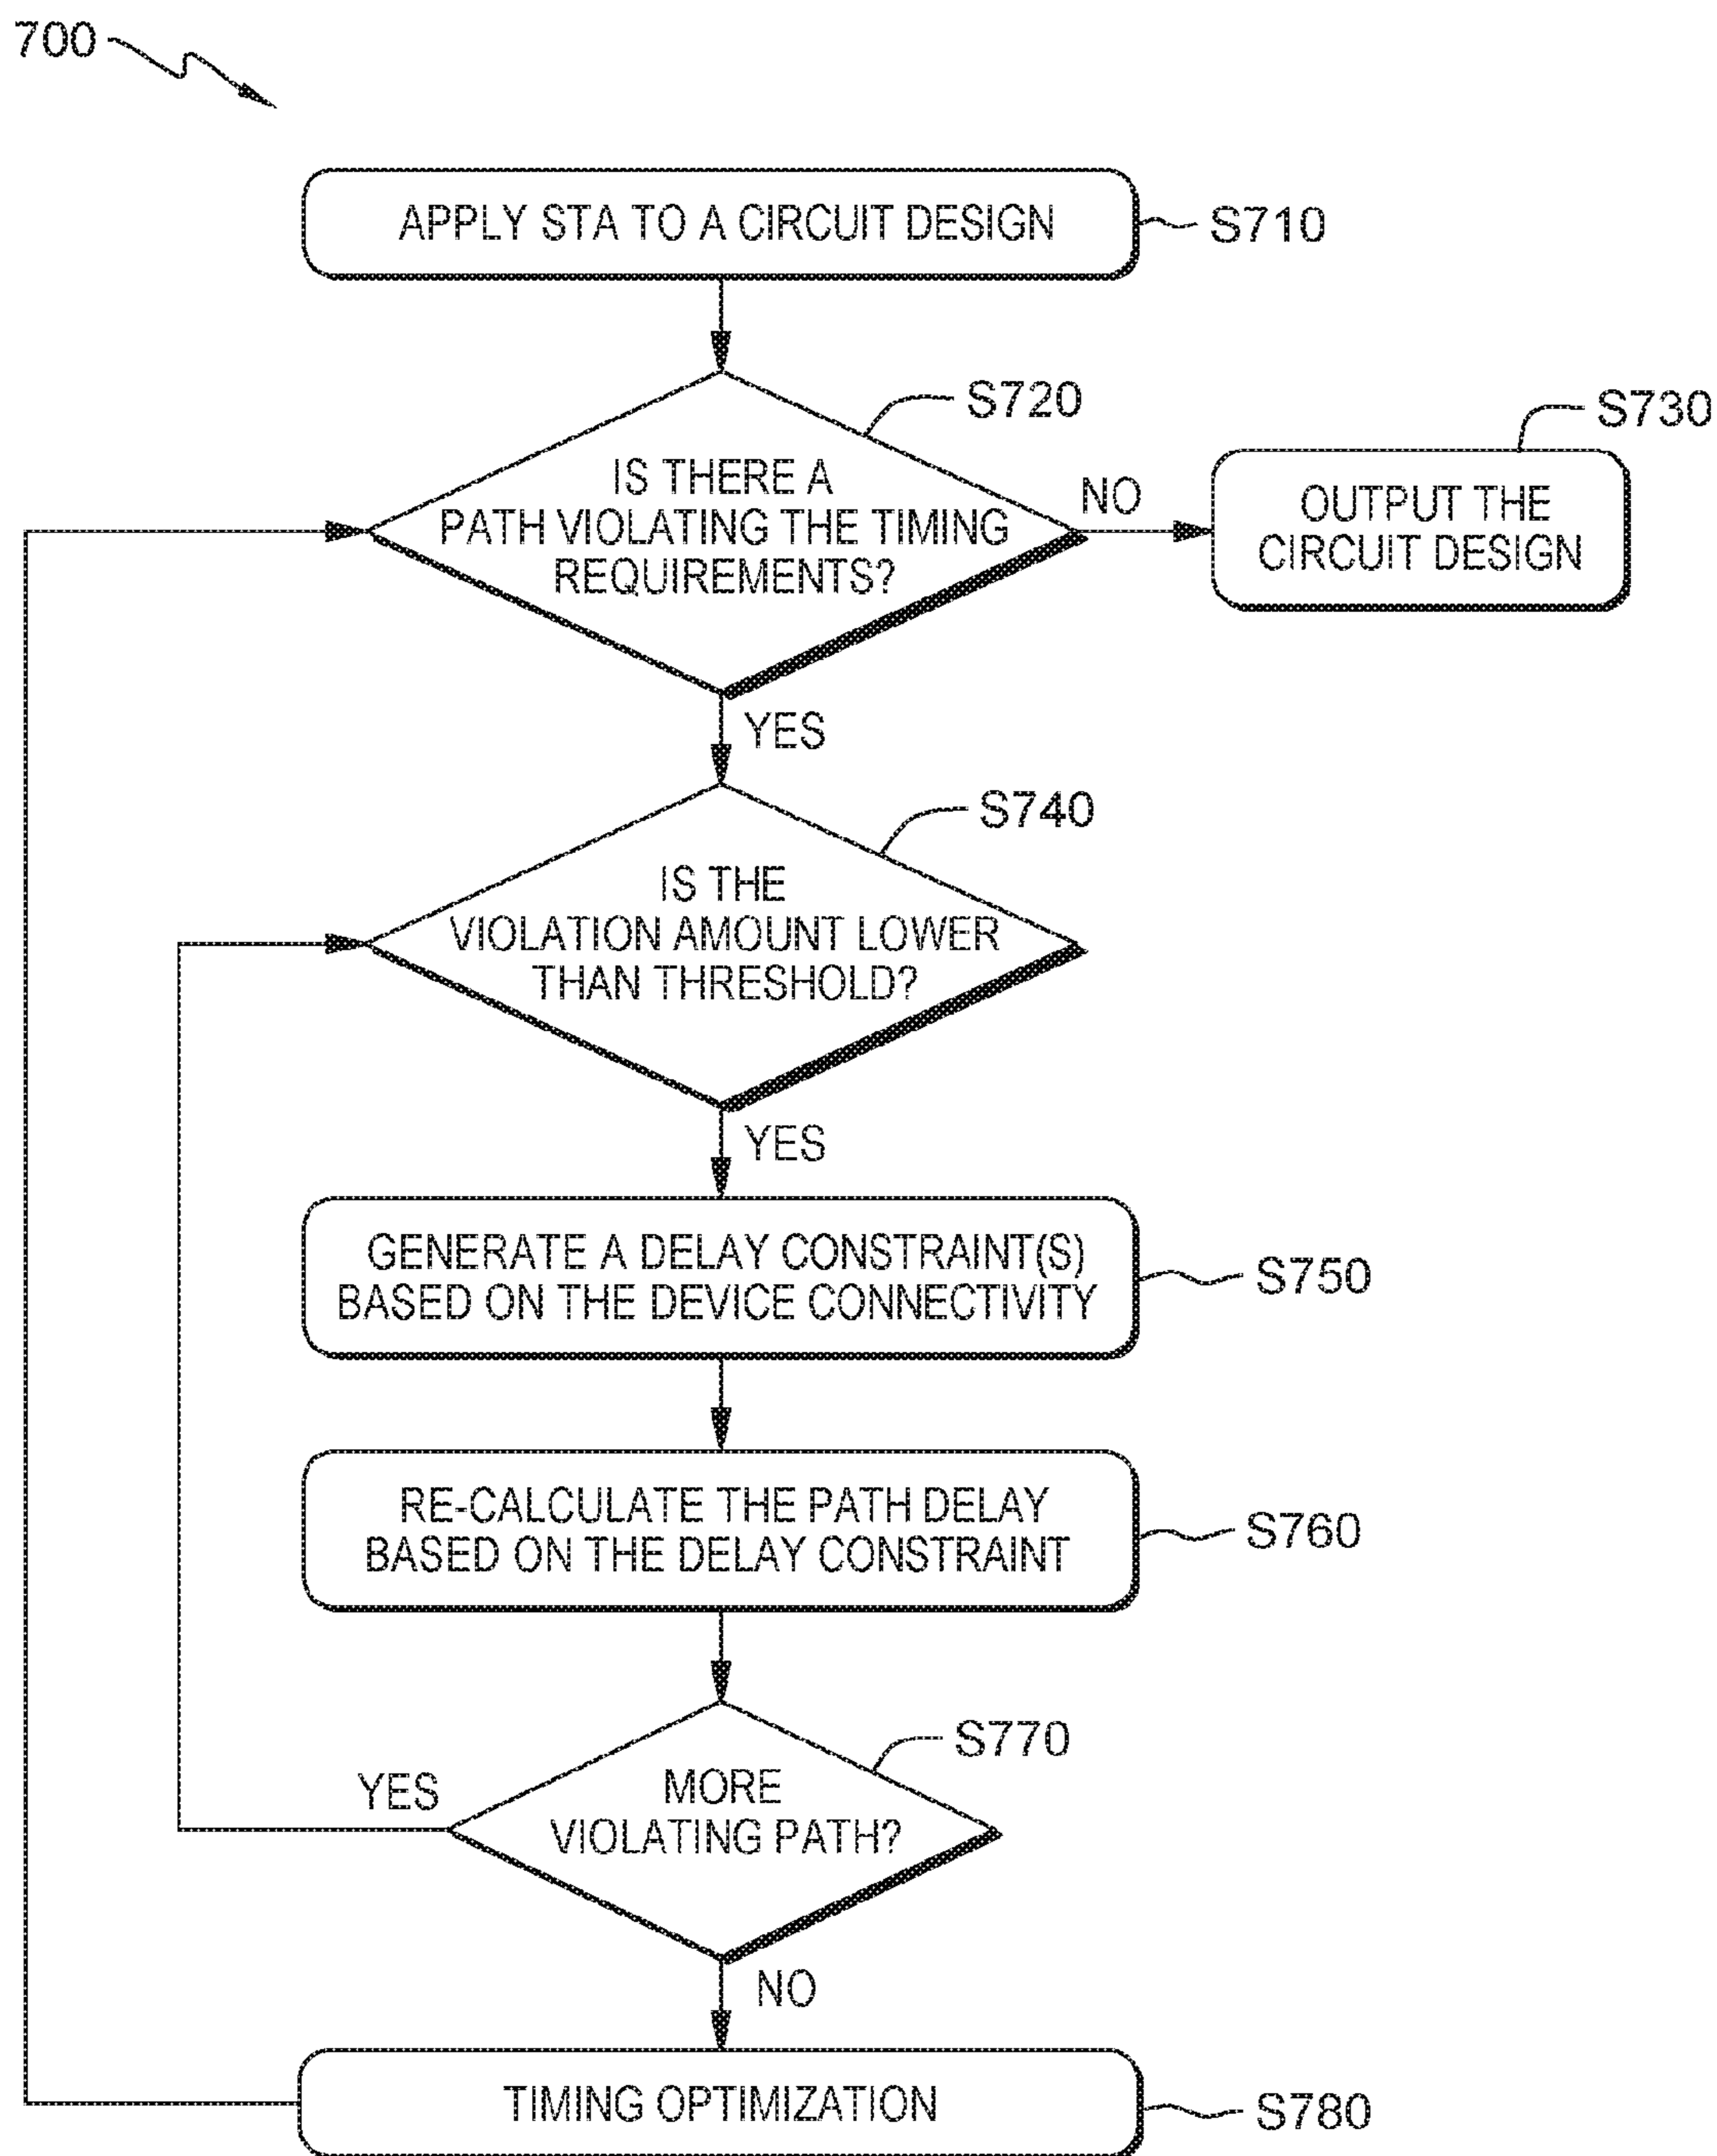 700
APPLY STA TO A CIRCUIT DESIGN
S710
S720
IS THERE A
PATH VIOLATING THE TIMING
REQUIREMENTS?
NO
S730
OUTPUT THE
CIRCUIT DESIGN
YES
S740
IS THE
VIOLATION AMOUNT LOWER
THAN THRESHOLD?
YES
GENERATE A DELAY CONSTRAINT(S)
BASED ON THE DEVICE CONNECTIVITY
S750
RE-CALCULATE THE PATH DELAY
BASED ON THE DELAY CONSTRAINT
S760
S770
MORE
VIOLATING PATH?
YES
NO
TIMING OPTIMIZATION
S780